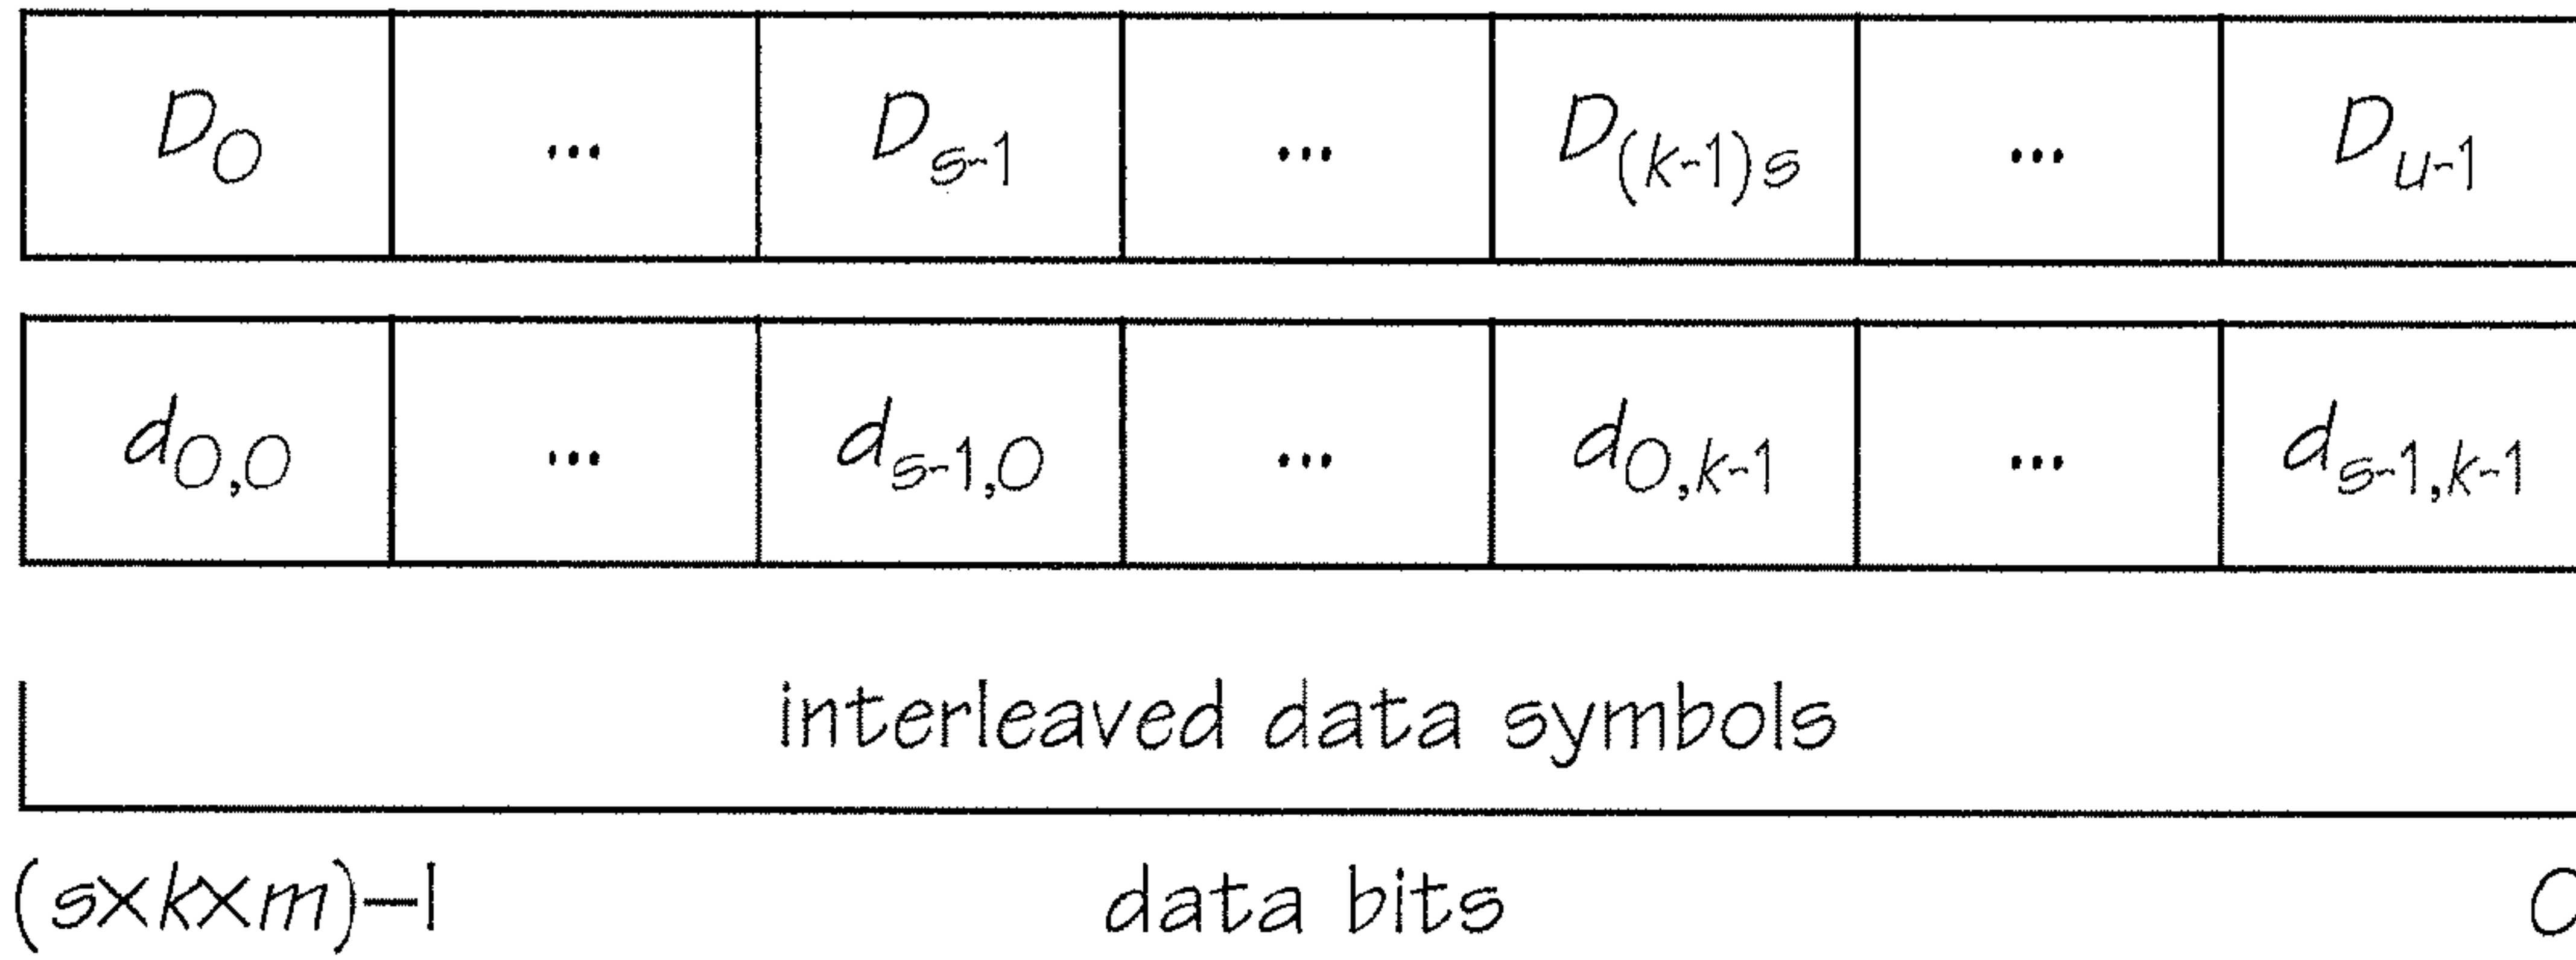 D0 ... Ds-1 ... D(k-1)s ... Du-1
d0,0 ... ds-1,0 ... d0,k-1 ... ds-1,k-1
interleaved data symbols
(s×k×m)-1 data bits 0